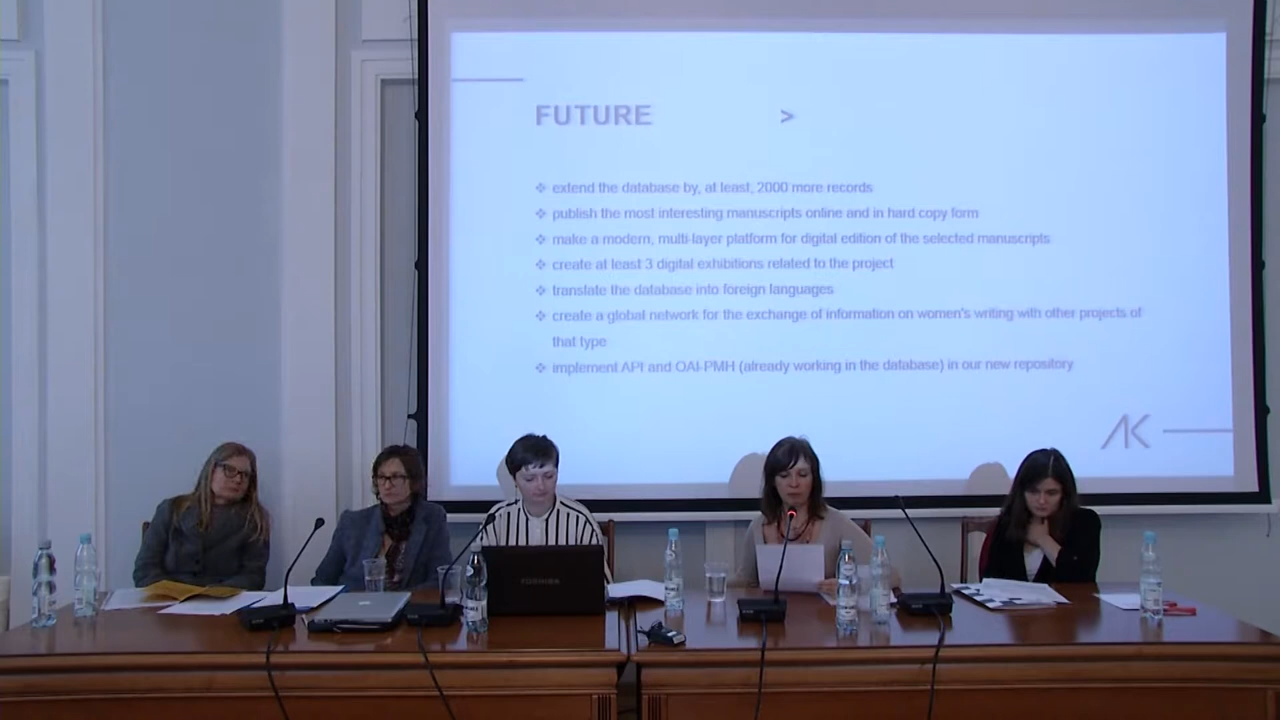 FUTURE >
❖ extend the database by, at least, 2000 more records
❖ publish the most interesting manuscripts online and in hard copy form
❖ make a modern, multi-layer platform for digital edition of the selected manuscripts
❖ create at least 3 digital exhibitions related to the project
❖ translate the database into foreign languages
❖ create a global network for the exchange of information on women's writing with other projects of
that type
❖ implement API and OAI-PMH (already working in the database) in our new repository
AK
TOSHIBA